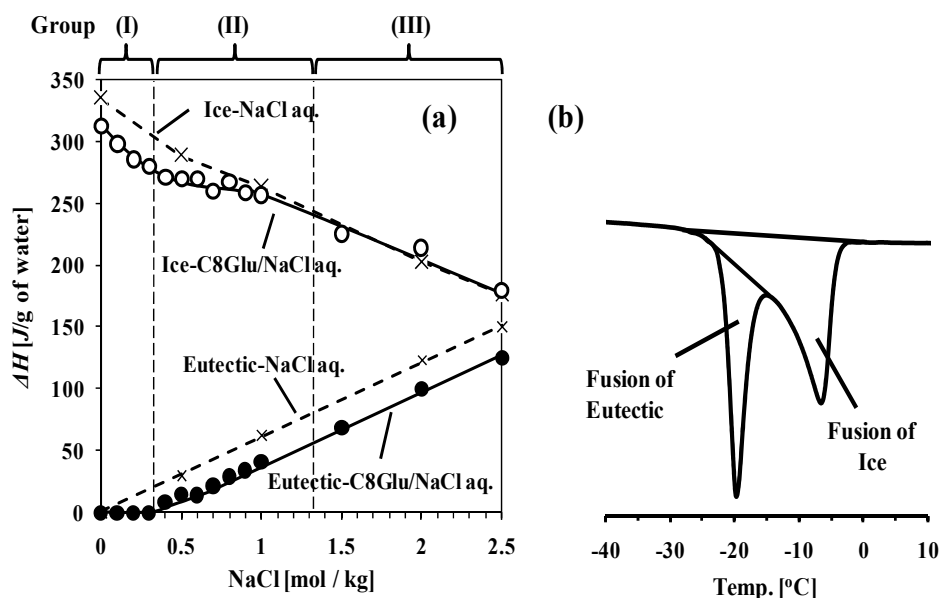 Group (I) (II) (III)
350
300
250
200
150
100
50
0
ΔH [J/g of water]
(a)
Ice-NaCl aq.
Ice-C8Glu/NaCl aq.
Eutectic-NaCl aq.
Eutectic-C8Glu/NaCl aq.
0 0.5 1 1.5 2 2.5
NaCl [mol / kg]
(b)
Fusion of
Eutectic
Fusion of
Ice
-40 -30 -20 -10 0 10
Temp. [ºC]